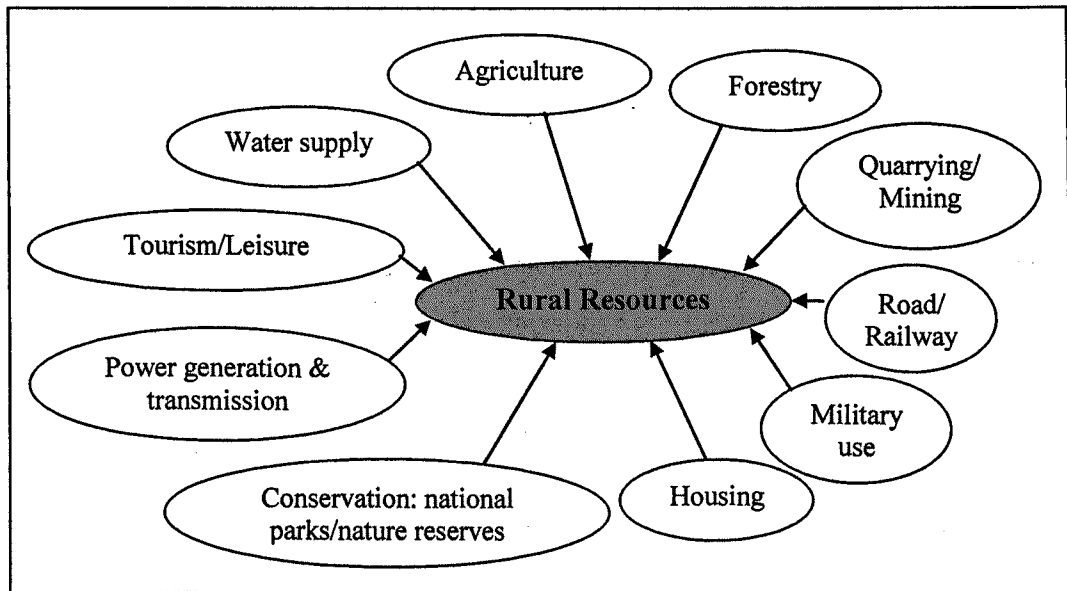 Agriculture
Forestry
Water supply
Quarrying/
Mining
Tourism/Leisure
Rural Resources
Road/
Railway
Power generation &
transmission
Military
use
Conservation: national
parks/nature reserves
Housing